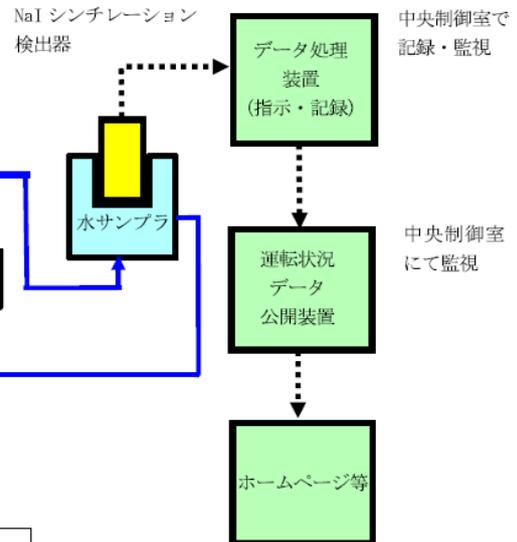 NaI シンチレーション
検出器
中央制御室で
記録・監視
データ処理
装置
(指示・記録)
水サンプラ
中央制御室
にて監視
運転状況
データ
公開装置
ホームページ等